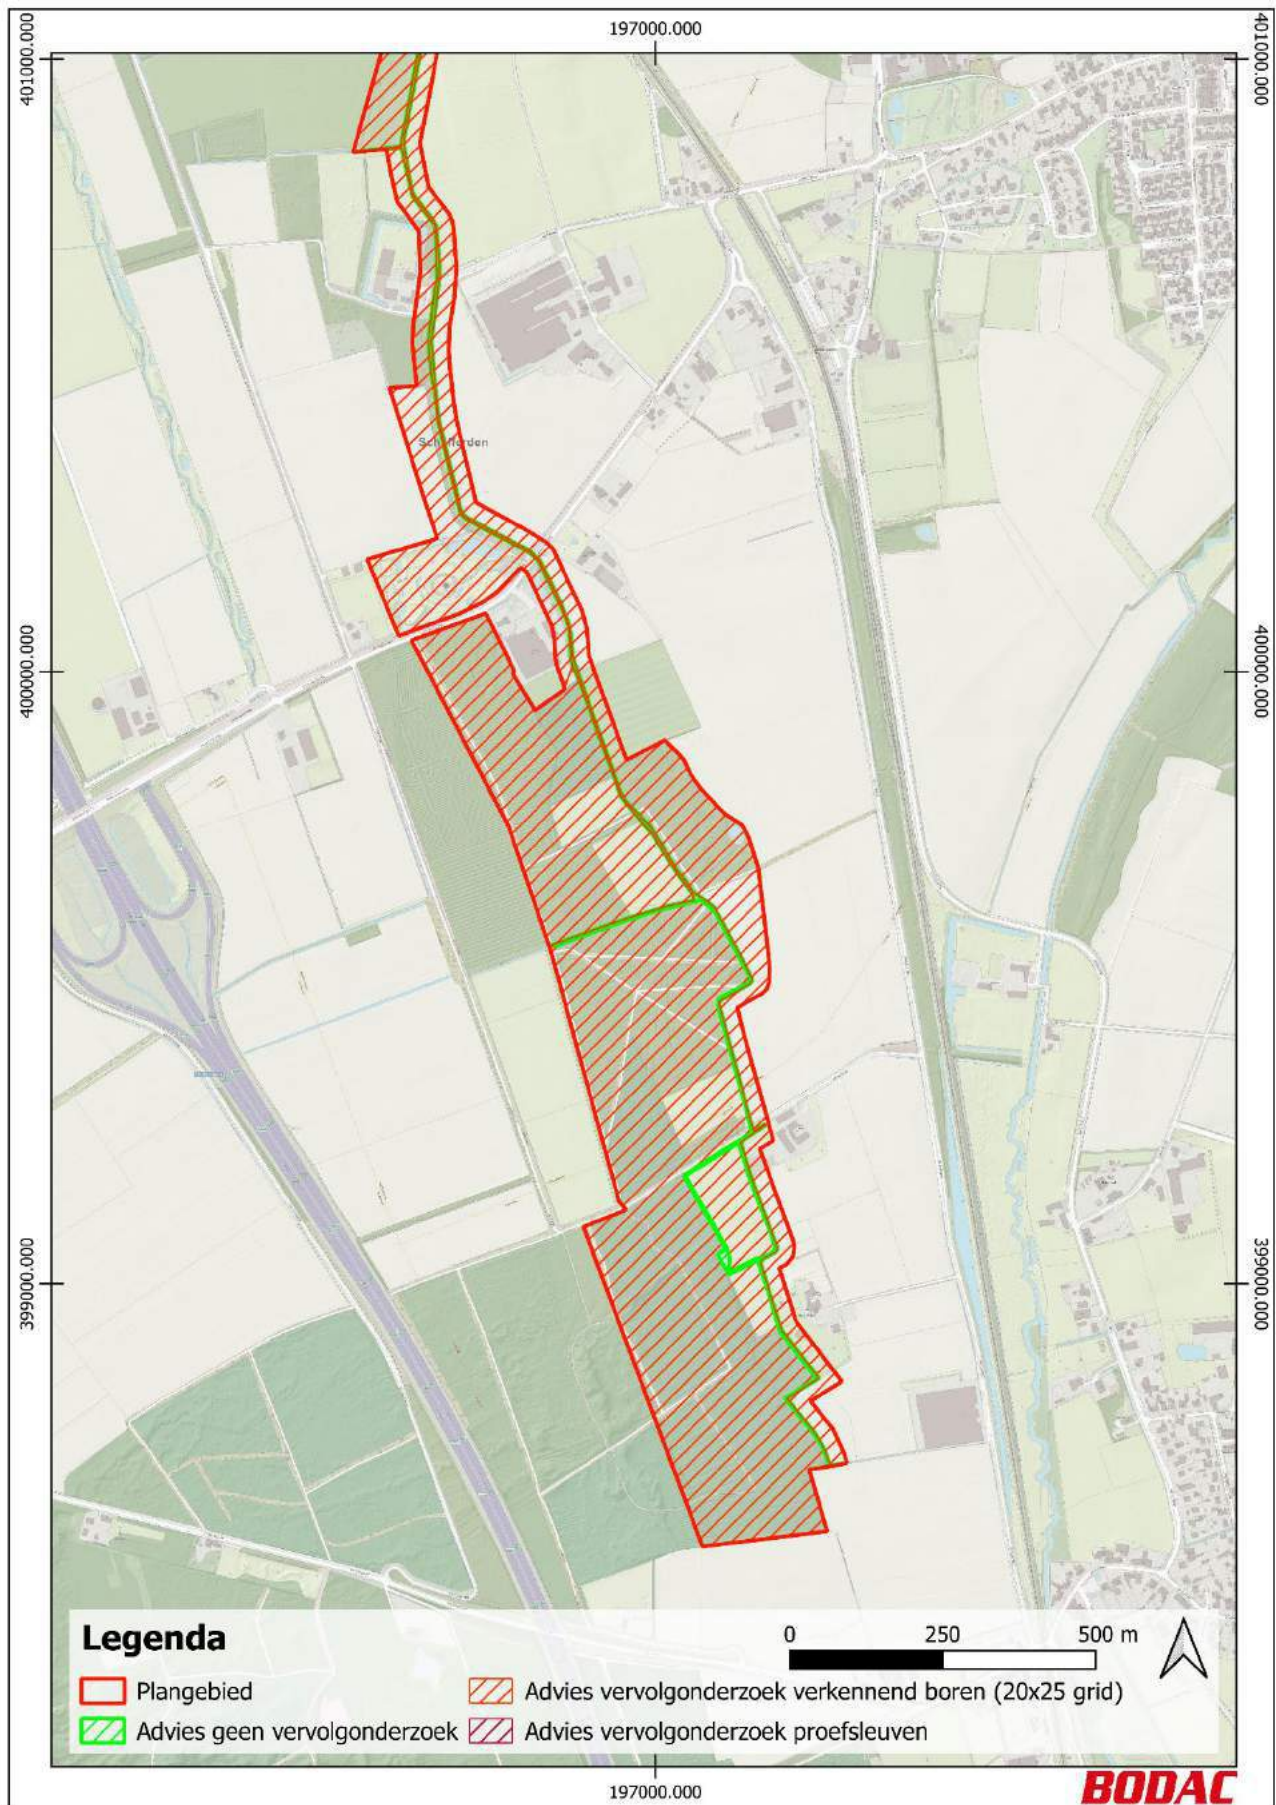 197000.000
401000.000
401000.000
400000.000
400000.000
399000.000
399000.000
Legenda
0 250 500 m
Plangebied
Advies vervolgonderzoek verkennend boren (20x25 grid)
Advies geen vervolgonderzoek
Advies vervolgonderzoek proefsleuven
197000.000
BODAC